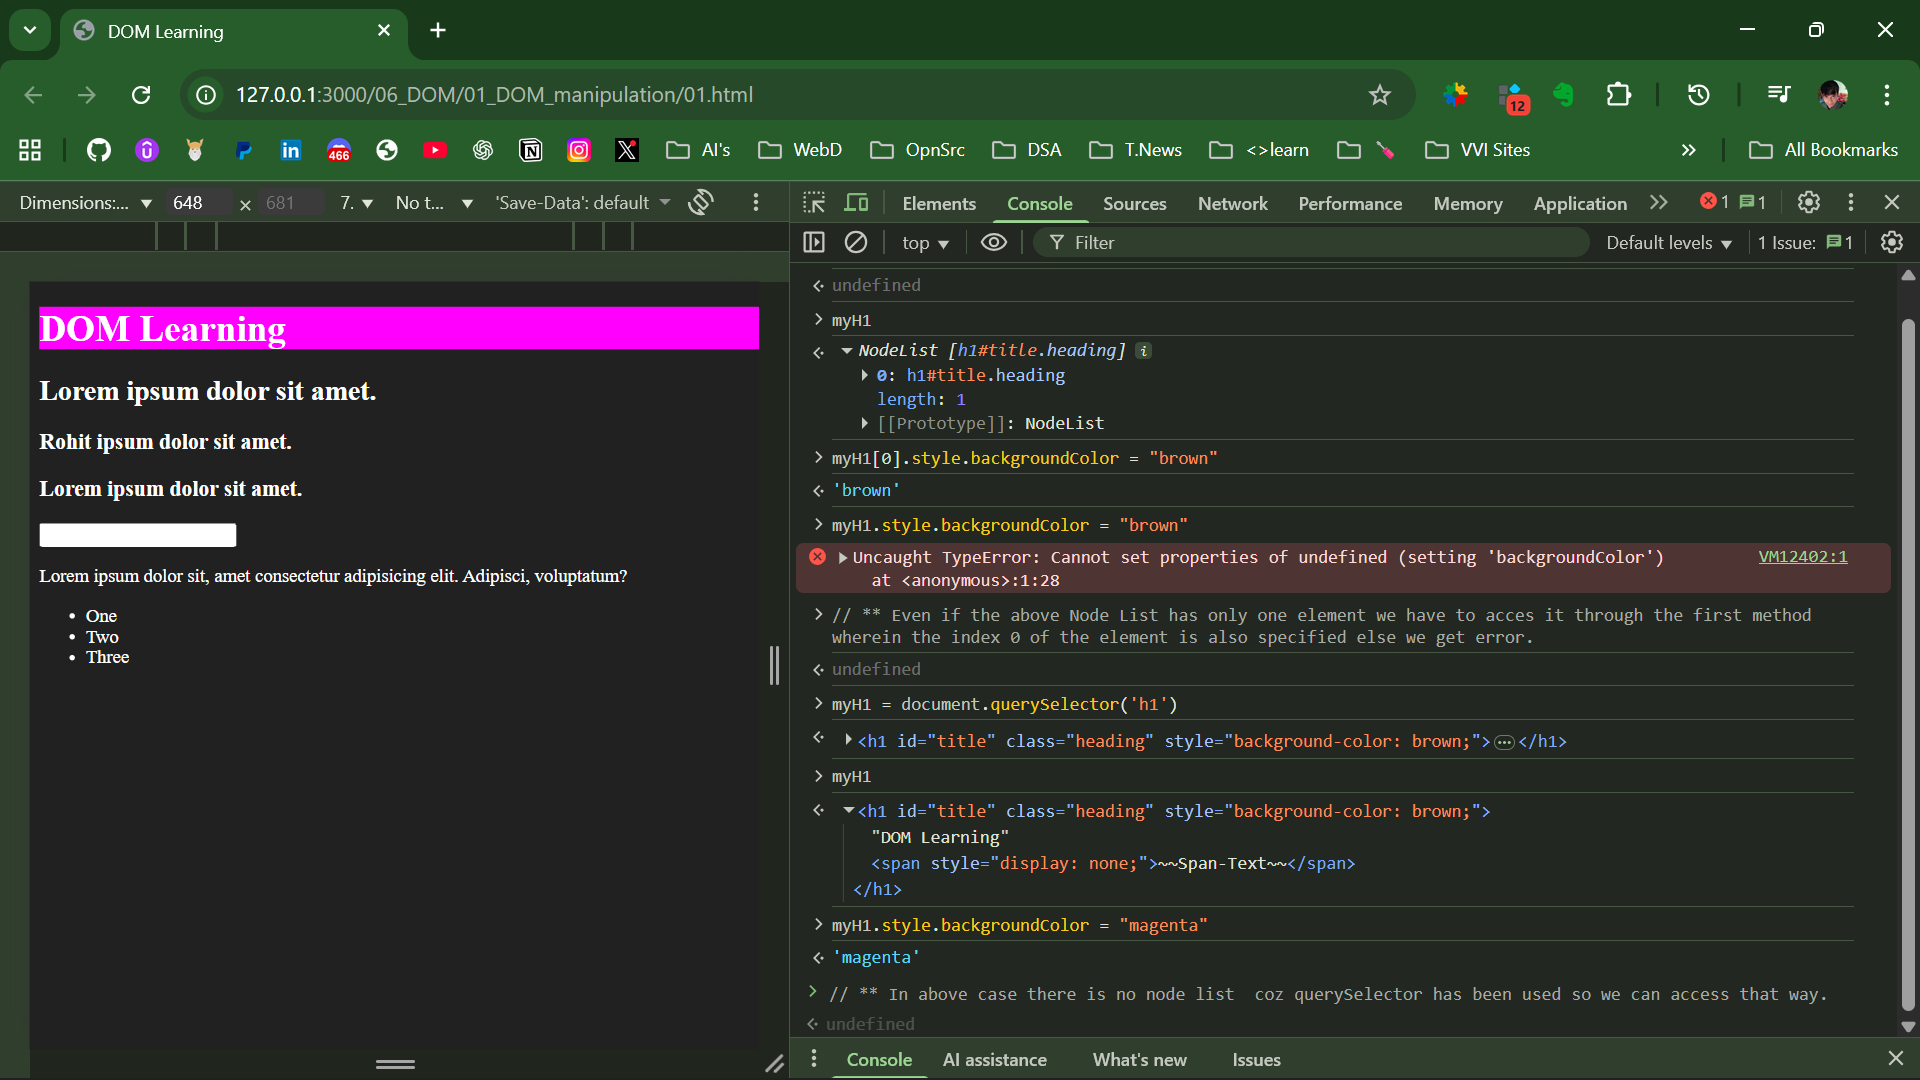 DOM Learning
127.0.0.1:3000/06_DOM/01_DOM_manipulation/01.html
12
466
AI's
WebD
OpnSrc
DSA
T.News
<>learn
VVI Sites
All Bookmarks
Dimensions:... 648 × 681 7. No t... 'Save-Data': default
Elements Console Sources Network Performance Memory Application 1 1
top Filter Default levels 1 Issue: 1
DOM Learning
Lorem ipsum dolor sit amet.
Rohit ipsum dolor sit amet.
Lorem ipsum dolor sit amet.
Lorem ipsum dolor sit, amet consectetur adipisicing elit. Adipisci, voluptatum?
One
Two
Three
undefined
myH1
NodeList [h1#title.heading] i
0: h1#title.heading
length: 1
[[Prototype]]: NodeList
myH1[0].style.backgroundColor = "brown"
'brown'
myH1.style.backgroundColor = "brown"
Uncaught TypeError: Cannot set properties of undefined (setting 'backgroundColor') VM12402:1
at <anonymous>:1:28
// ** Even if the above Node List has only one element we have to acces it through the first method
wherein the index 0 of the element is also specified else we get error.
undefined
myH1 = document.querySelector('h1')
<h1 id="title" class="heading" style="background-color: brown;">…</h1>
myH1
<h1 id="title" class="heading" style="background-color: brown;">
"DOM Learning"
<span style="display: none;">~~Span-Text~~</span>
</h1>
myH1.style.backgroundColor = "magenta"
'magenta'
// ** In above case there is no node list  coz querySelector has been used so we can access that way.
undefined
Console AI assistance What's new Issues